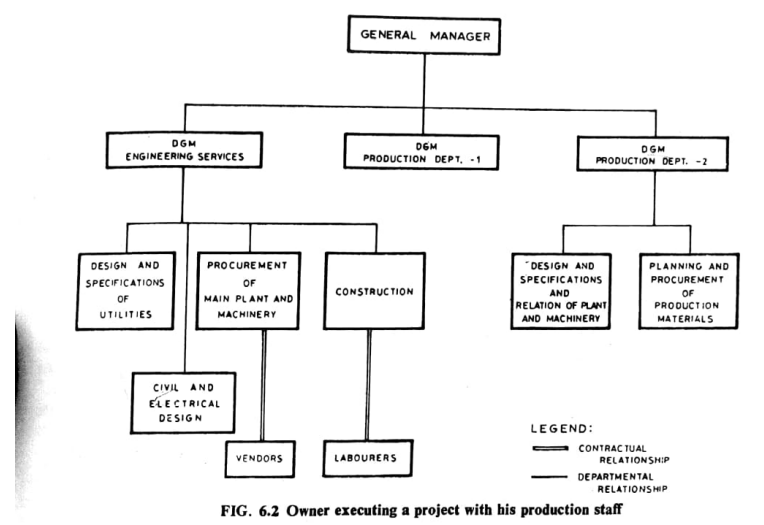 GENERAL MANAGER
DGM
ENGINEERING SERVICES
DGM
PRODUCTION DEPT. -1
DGM
PRODUCTION DEPT. -2
DESIGN AND
SPECIFICATIONS
OF
UTILITIES
PROCUREMENT
OF
MAIN PLANT AND
MACHINERY
CONSTRUCTION
DESIGN AND
SPECIFICATIONS
AND
RELATION OF PLANT
AND MACHINERY
PLANNING AND
PROCUREMENT
OF
PRODUCTION
MATERIALS
CIVIL AND
ELECTRICAL
DESIGN
VENDORS
LABOURERS
LEGEND:
CONTRACTUAL
RELATIONSHIP
DEPARTMENTAL
RELATIONSHIP
FIG. 6.2 Owner executing a project with his production staff